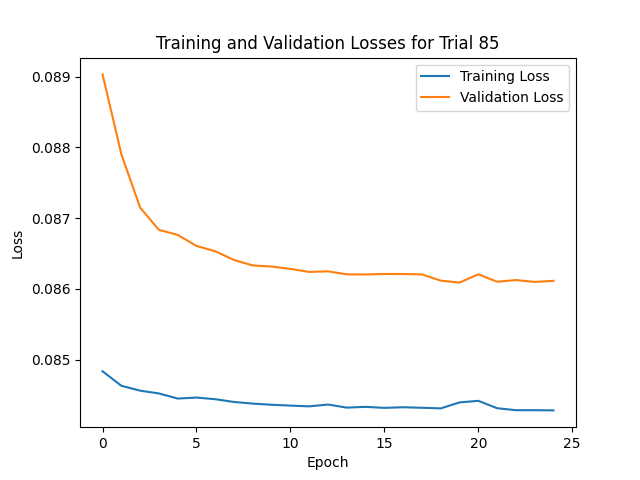 Training and Validation Losses for Trial 85
Training Loss
Validation Loss
0.089
0.088
0.087
0.086
0.085
Loss
0
5
10
15
20
25
Epoch